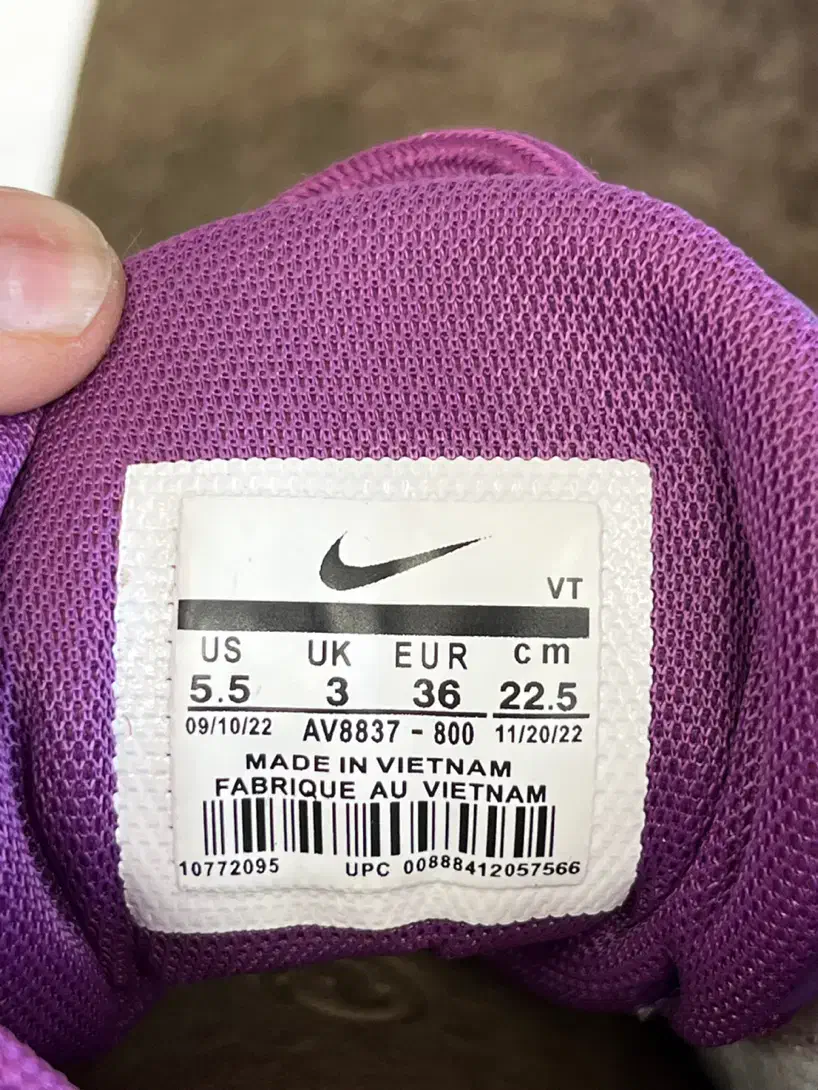 VT
US UK EUR cm
5.5 3 36 22.5
09/10/22 AV8837 - 800 11/20/22
MADE IN VIETNAM
FABRIQUE AU VIETNAM
10772095 UPC 00888412057566